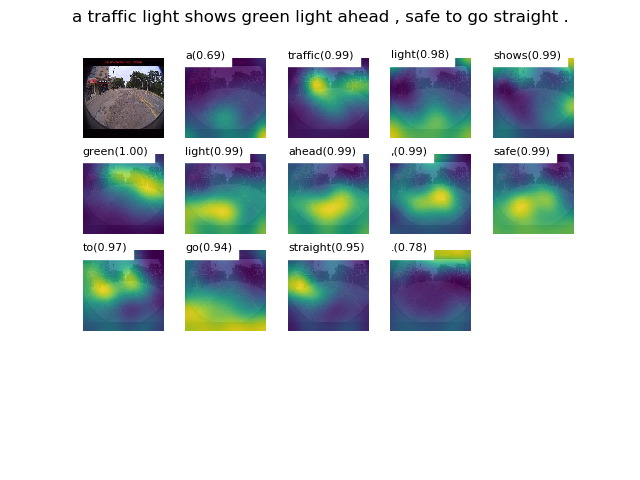 a traffic light shows green light ahead , safe to go straight .
a(0.69) traffic(0.99) light(0.98) shows(0.99)
green(1.00) light(0.99) ahead(0.99) ,(0.99) safe(0.99)
to(0.97) go(0.94) straight(0.95) .(0.78)